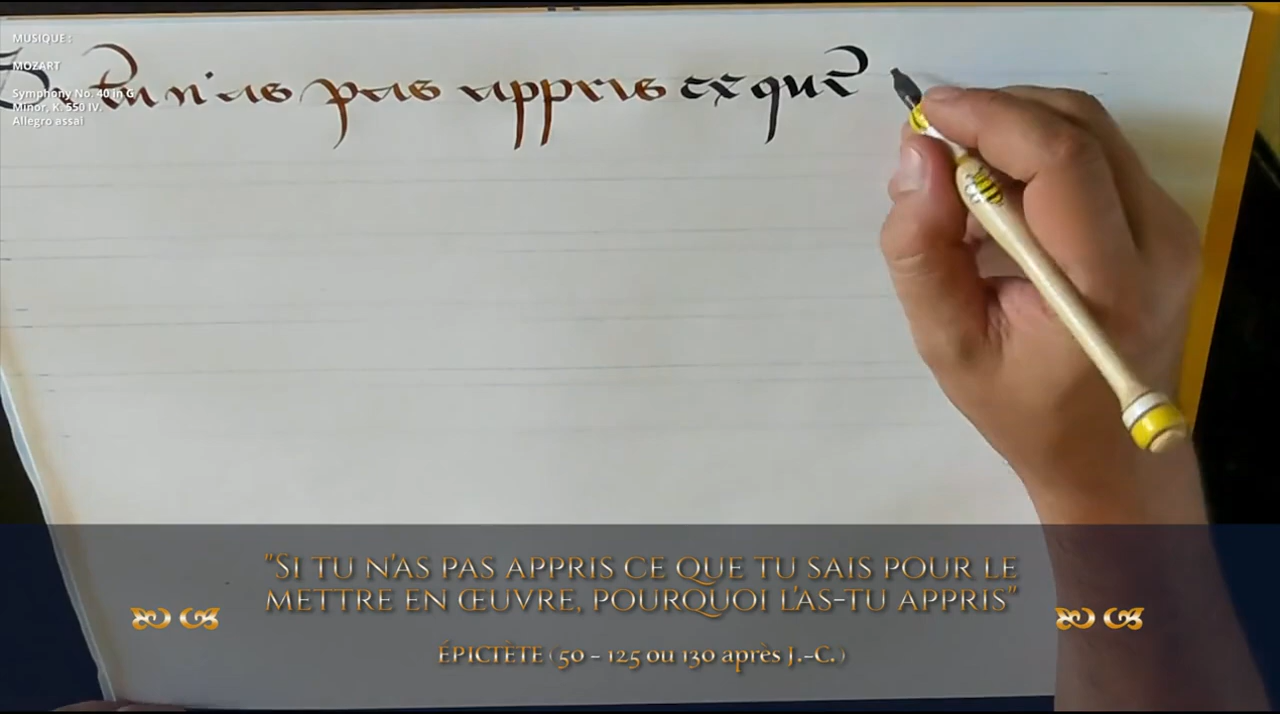 MUSIQUE :
MOZART
Symphony No. 40 in G
Minor, K. 550 IV.
Allegro assai
tu n'as pas appris ce que
"SI TU N'AS PAS APPRIS CE QUE TU SAIS POUR LE
METTRE EN ŒUVRE, POURQUOI L'AS-TU APPRIS"
ÉPICTÈTE (50 – 125 ou 130 après J.-C.)